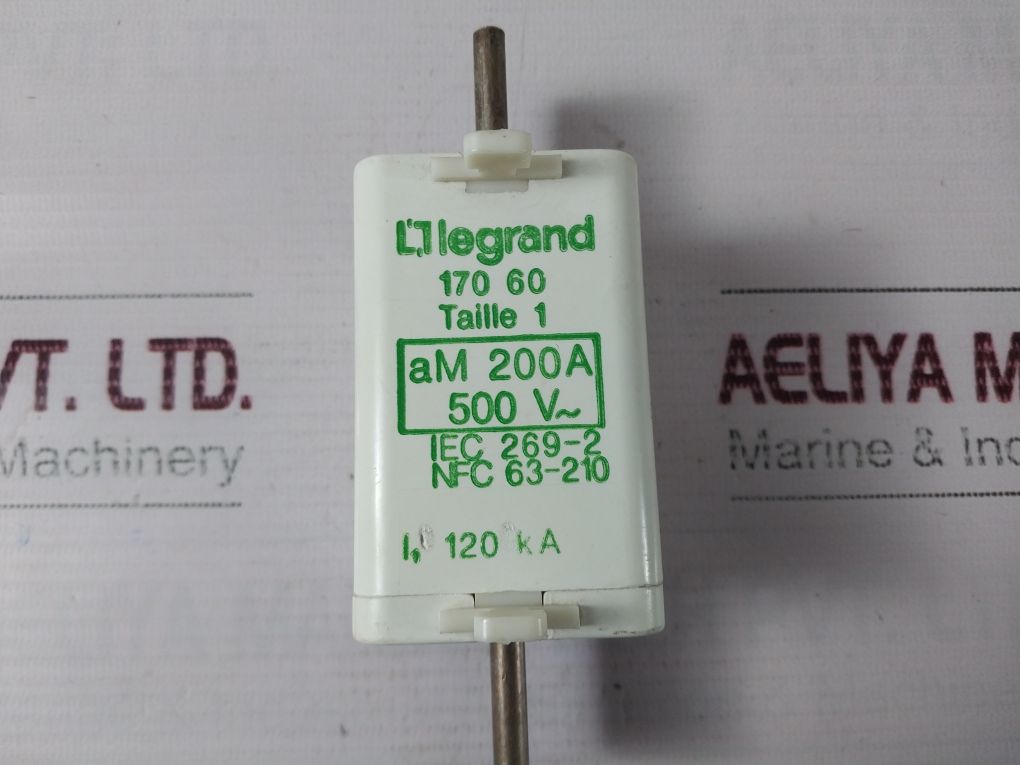 legrand
170 60
Taille 1
aM 200A
500 V~
IEC 269-2
NFC 63-210
120 kA
VT. LTD.
Machinery
AELIYA M
Marine & Ind